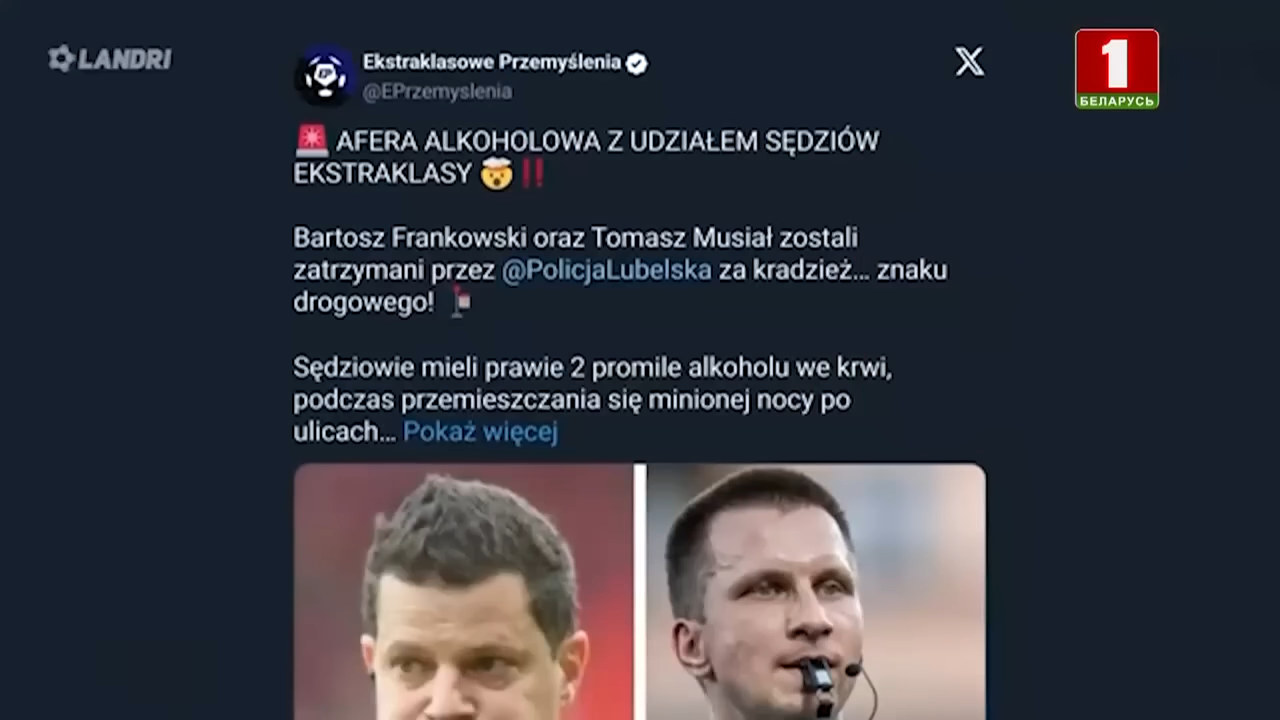 LANDRI
Ekstraklasowe Przemyślenia
@EPrzemyslenia
1
БЕЛАРУСЬ
AFERA ALKOHOLOWA Z UDZIAŁEM SĘDZIÓW
EKSTRAKLASY 🤯‼️
Bartosz Frankowski oraz Tomasz Musiał zostali
zatrzymani przez @PolicjaLubelska za kradzież... znaku
drogowego!
Sędziowie mieli prawie 2 promile alkoholu we krwi,
podczas przemieszczania się minionej nocy po
ulicach... Pokaż więcej